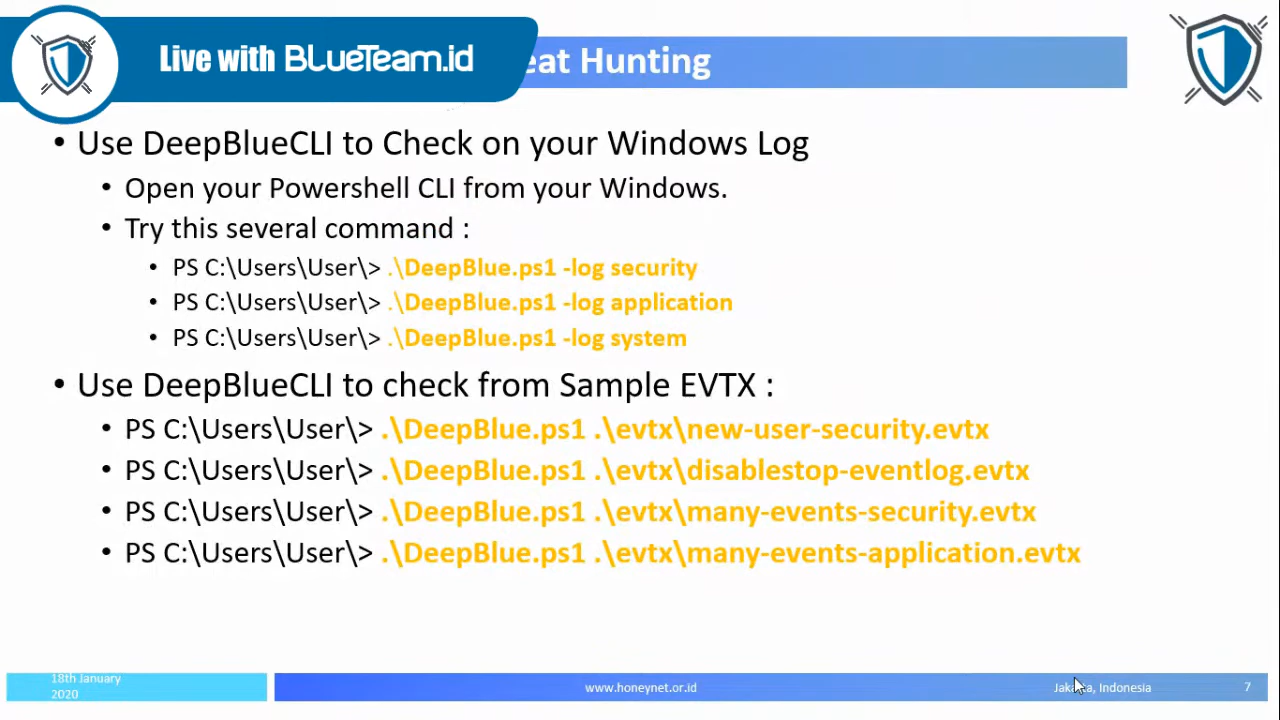 Live with BLUETeam.id
eat Hunting
• Use DeepBlueCLI to Check on your Windows Log
• Open your Powershell CLI from your Windows.
• Try this several command :
• PS C:\Users\User\> .\DeepBlue.ps1 -log security
• PS C:\Users\User\> .\DeepBlue.ps1 -log application
• PS C:\Users\User\> .\DeepBlue.ps1 -log system
• Use DeepBlueCLI to check from Sample EVTX :
• PS C:\Users\User\> .\DeepBlue.ps1 .\evtx\new-user-security.evtx
• PS C:\Users\User\> .\DeepBlue.ps1 .\evtx\disablestop-eventlog.evtx
• PS C:\Users\User\> .\DeepBlue.ps1 .\evtx\many-events-security.evtx
• PS C:\Users\User\> .\DeepBlue.ps1 .\evtx\many-events-application.evtx
18th January
2020
www.honeynet.or.id
Jakarta, Indonesia
7